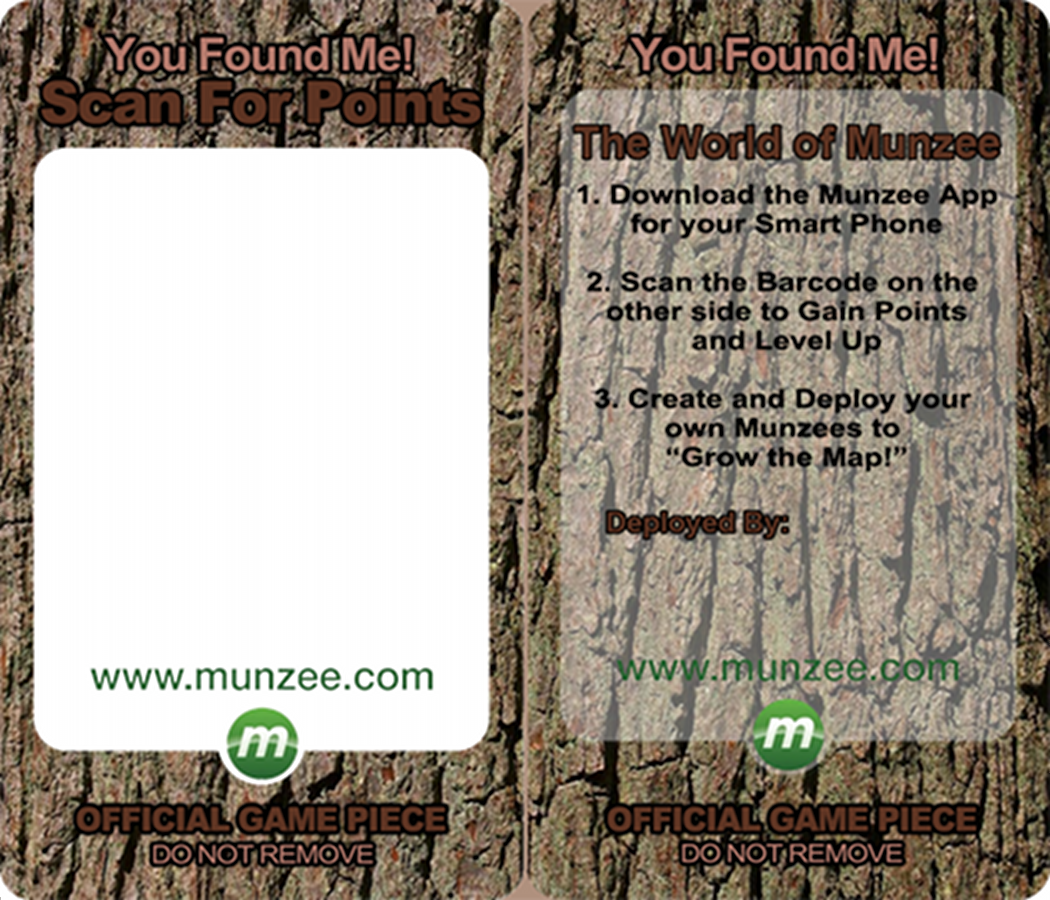 You Found Me!
Scan For Points
www.munzee.com
m
OFFICIAL GAME PIECE
DO NOT REMOVE
You Found Me!
The World of Munzee
1. Download the Munzee App
for your Smart Phone
2. Scan the Barcode on the
other side to Gain Points
and Level Up
3. Create and Deploy your
own Munzees to
“Grow the Map!”
Deployed By:
www.munzee.com
m
OFFICIAL GAME PIECE
DO NOT REMOVE